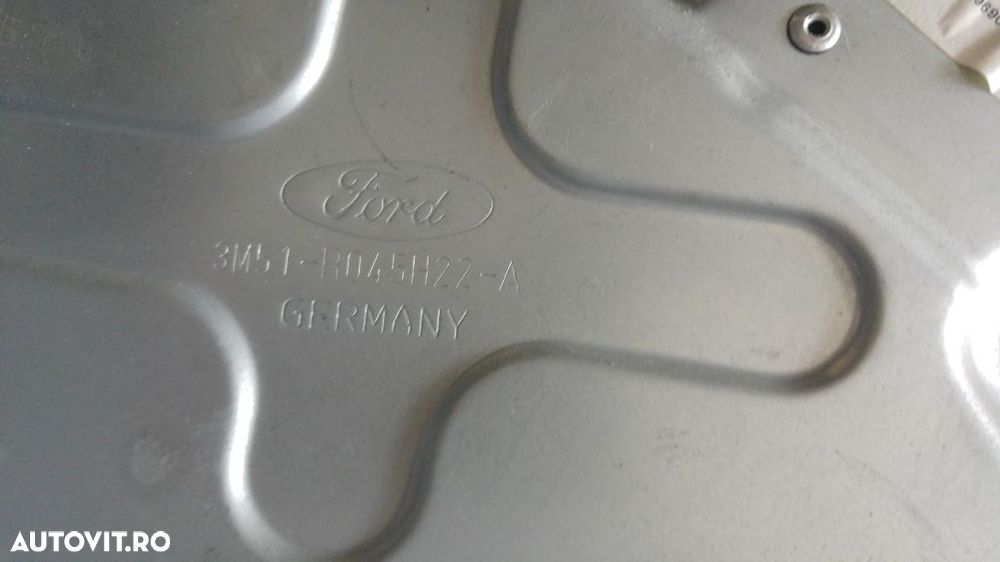 Ford
3M51-R045H22-A
GERMANY
AUTOVIT.RO